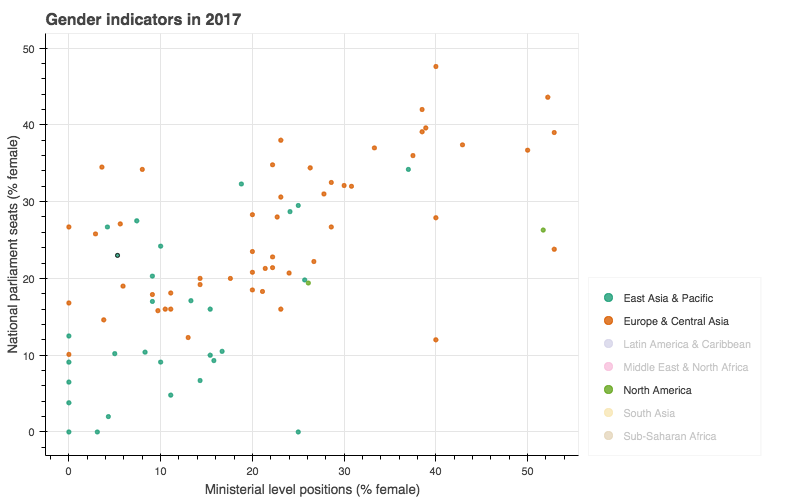 Gender indicators in 2017
National parliament seats (% female)
50
40
30
20
10
0
0 10 20 30 40 50
Ministerial level positions (% female)
East Asia & Pacific
Europe & Central Asia
Latin America & Caribbean
Middle East & North Africa
North America
South Asia
Sub-Saharan Africa